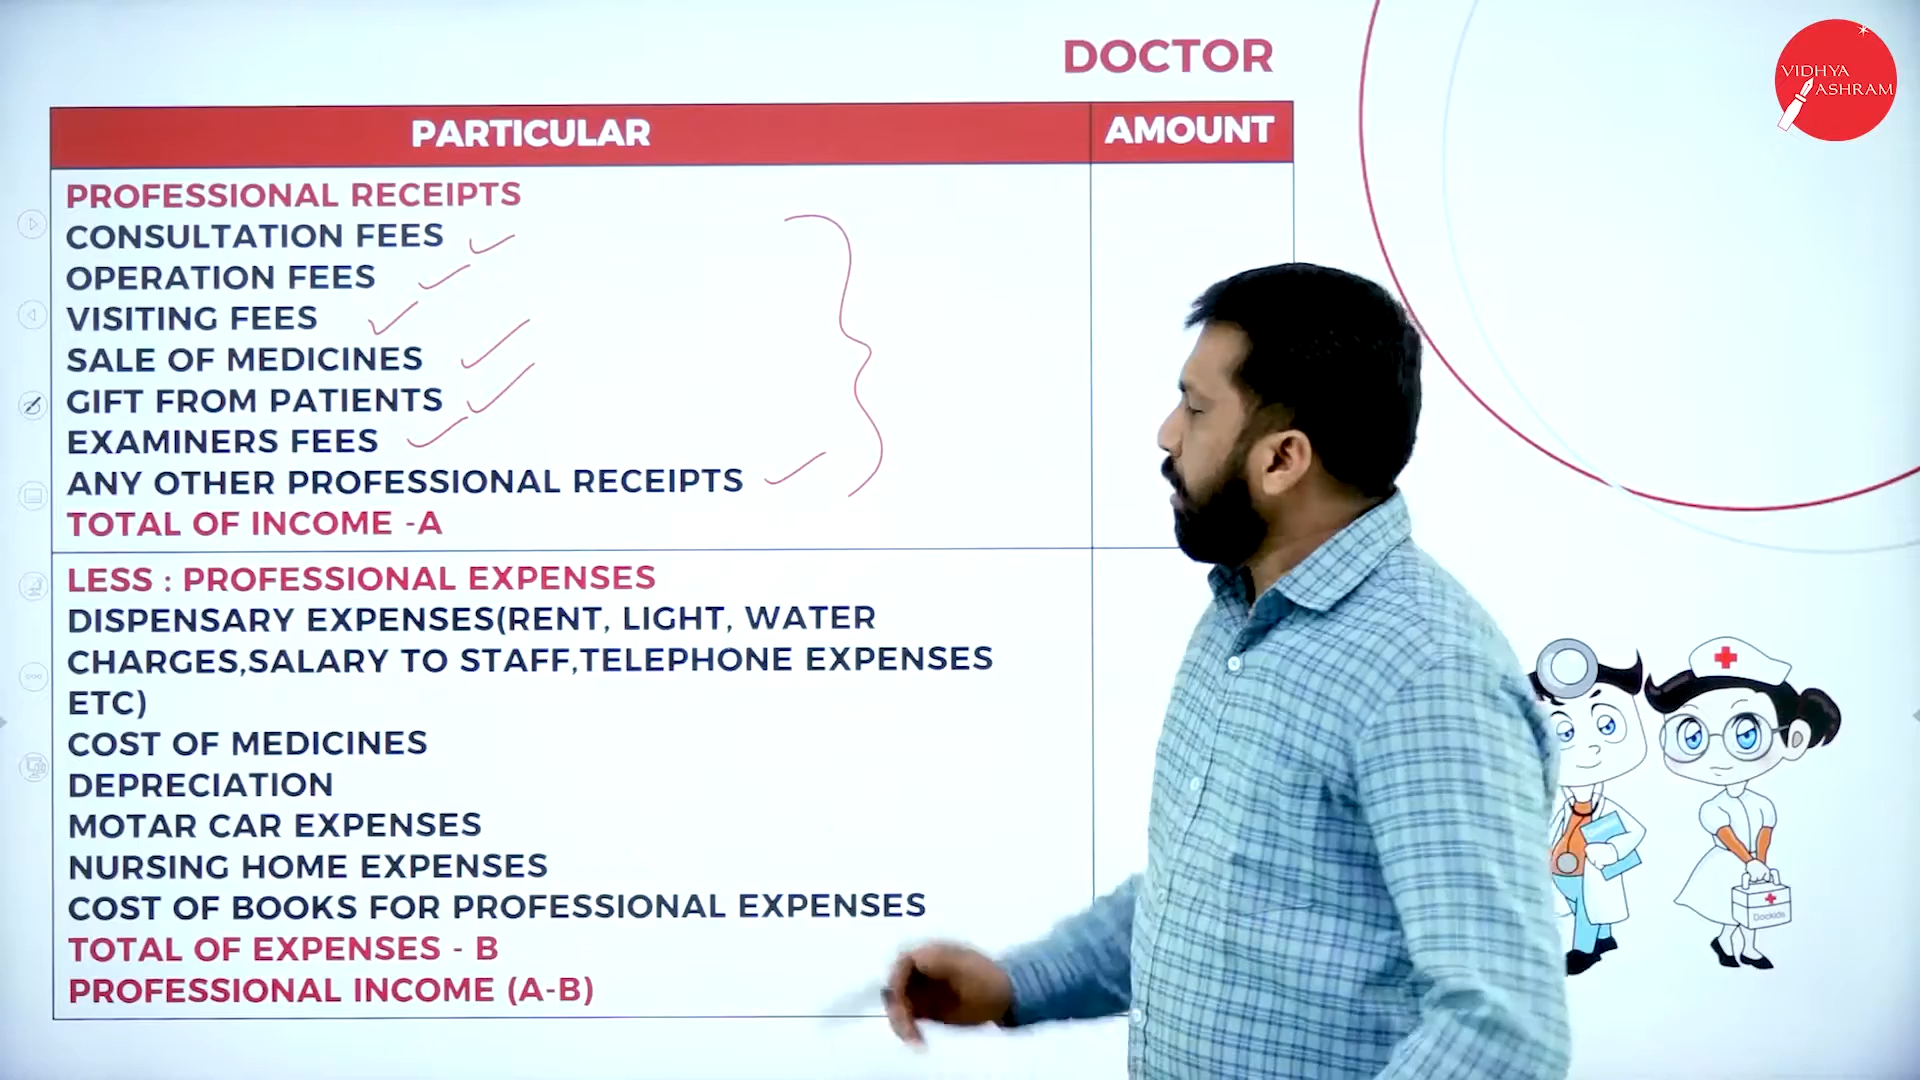 DOCTOR
VIDHYA
ASHRAM
PARTICULAR
AMOUNT
PROFESSIONAL RECEIPTS
CONSULTATION FEES
OPERATION FEES
VISITING FEES
SALE OF MEDICINES
GIFT FROM PATIENTS
EXAMINERS FEES
ANY OTHER PROFESSIONAL RECEIPTS
TOTAL OF INCOME -A
LESS : PROFESSIONAL EXPENSES
DISPENSARY EXPENSES(RENT, LIGHT, WATER
CHARGES,SALARY TO STAFF,TELEPHONE EXPENSES
ETC)
COST OF MEDICINES
DEPRECIATION
MOTAR CAR EXPENSES
NURSING HOME EXPENSES
COST OF BOOKS FOR PROFESSIONAL EXPENSES
TOTAL OF EXPENSES - B
PROFESSIONAL INCOME (A-B)
Dockids